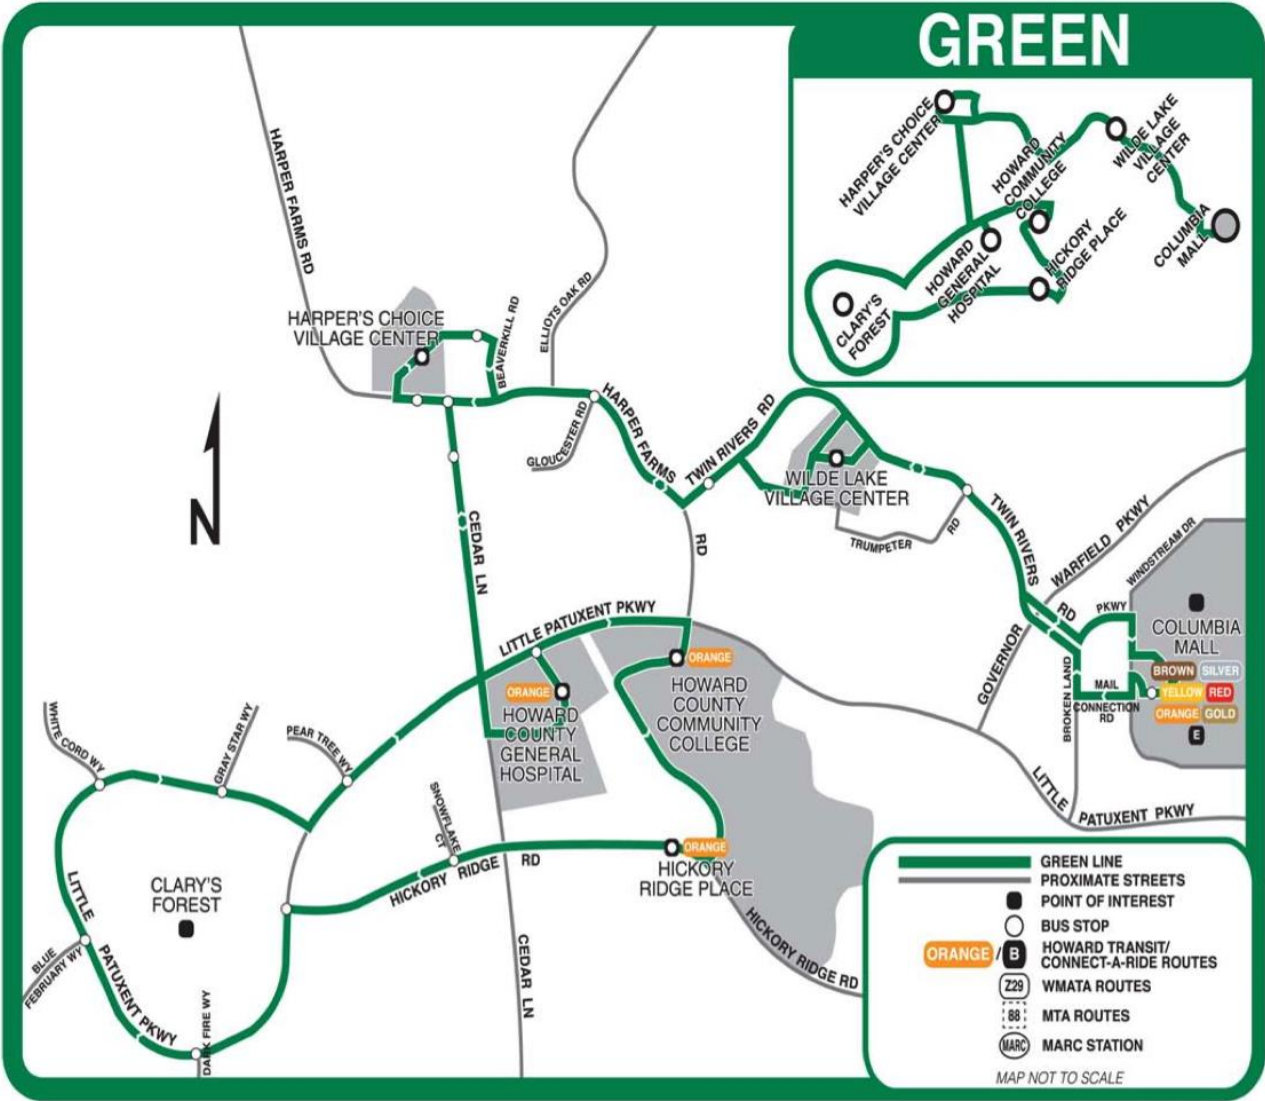 GREEN
HARPER'S CHOICE
VILLAGE CENTER
HOWARD
COMMUNITY
COLLEGE
WILDE LAKE
VILLAGE
CENTER
COLUMBIA
MALL
HICKORY
RIDGE PLACE
HOWARD
GENERAL
HOSPITAL
CLARY'S
FOREST
HARPER FARMS RD
ELLIOTS OAK RD
HARPER'S CHOICE
VILLAGE CENTER
BEAVERKILL RD
GLOUCESTER RD
HARPER FARMS
RD
TWIN RIVERS RD
WILDE LAKE
VILLAGE CENTER
TRUMPETER
RD
TWIN RIVERS
RD
WARFIELD PKWY
WINDSTREAM DR
PKWY
COLUMBIA
MALL
BROWN
SILVER
YELLOW
RED
ORANGE
GOLD
E
MAIL
CONNECTION
RD
BROKEN LAND
GOVERNOR
N
CEDAR LN
LITTLE PATUXENT PKWY
ORANGE
HOWARD
COUNTY
COMMUNITY
COLLEGE
ORANGE
HOWARD
COUNTY
GENERAL
HOSPITAL
WHITE CORD WY
GRAY STAR WY
PEAR TREE WY
SNOWFLAKE
CT
HICKORY RIDGE RD
ORANGE
HICKORY
RIDGE PLACE
HICKORY RIDGE RD
LITTLE
PATUXENT PKWY
CLARY'S
FOREST
LITTLE
PATUXENT PKWY
BLUE
FEBRUARY WY
DARK FIRE WY
CEDAR LN
GREEN LINE
PROXIMATE STREETS
POINT OF INTEREST
BUS STOP
ORANGE / B HOWARD TRANSIT/
CONNECT-A-RIDE ROUTES
Z29 WMATA ROUTES
88 MTA ROUTES
MARC MARC STATION
MAP NOT TO SCALE